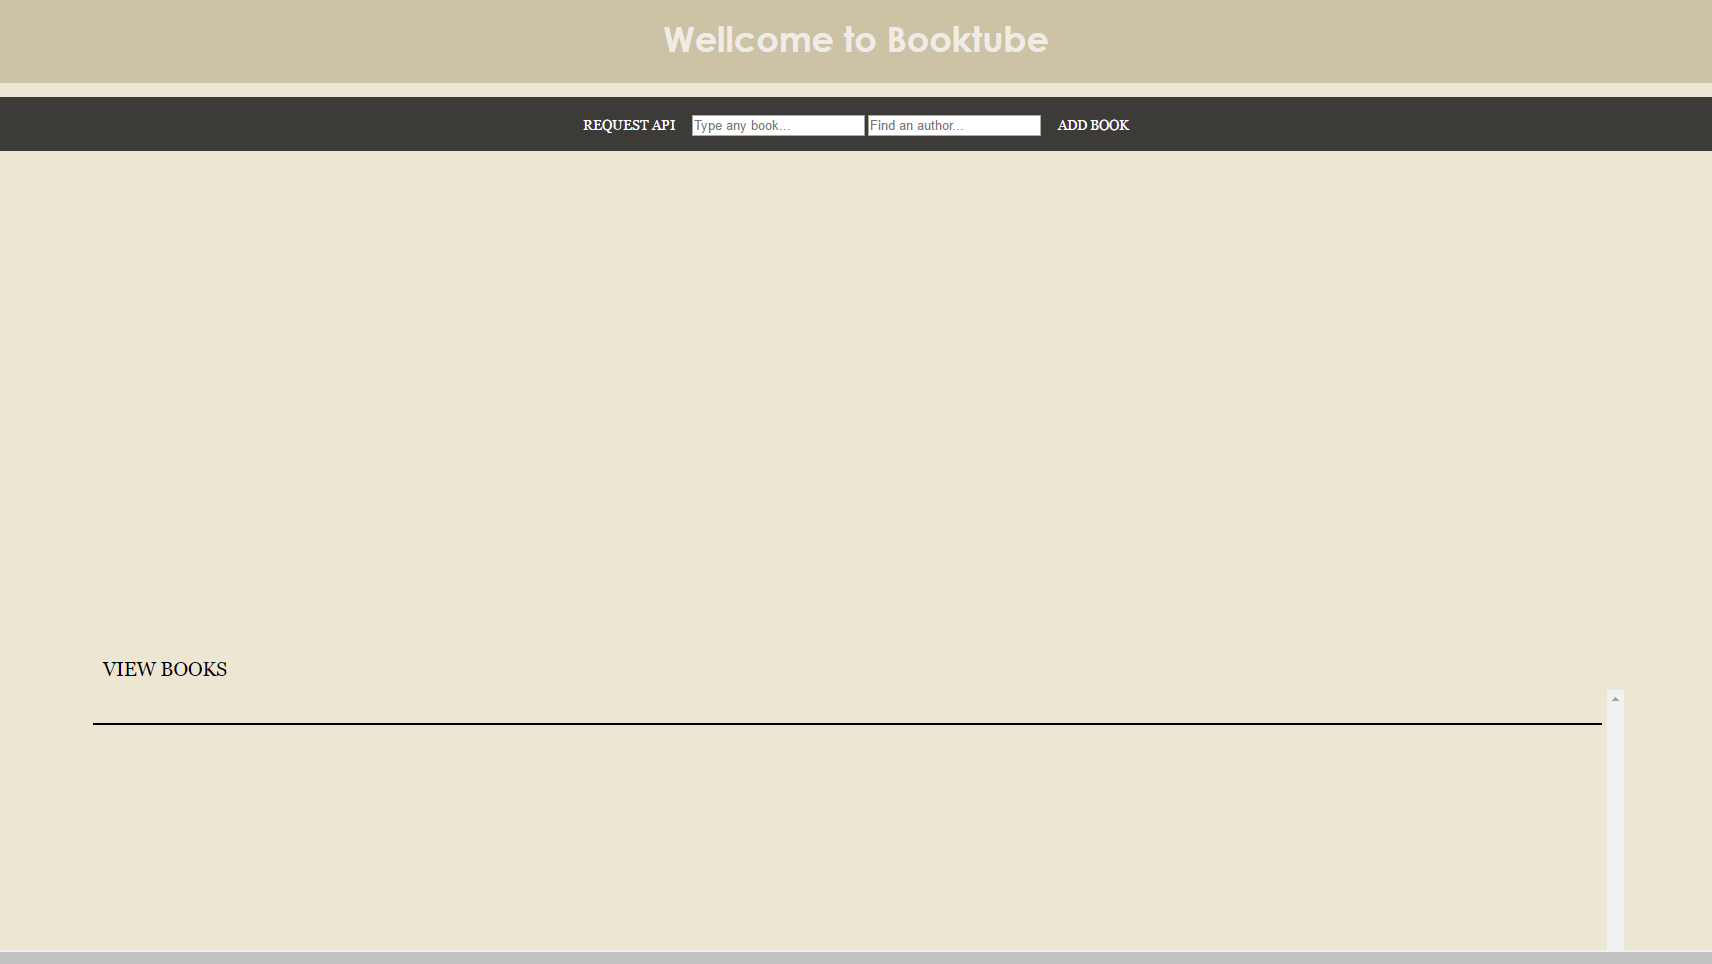 Wellcome to Booktube
REQUEST API Type any book... Find an author... ADD BOOK
VIEW BOOKS